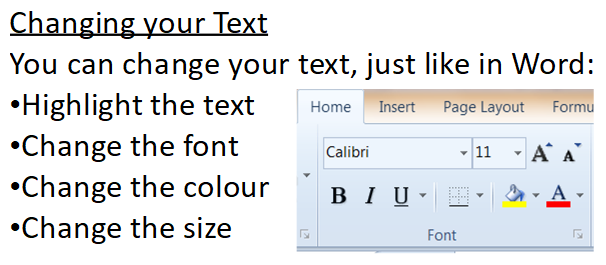 Changing your Text
You can change your text, just like in Word:
•Highlight the text
•Change the font
•Change the colour
•Change the size
Home Insert Page Layout Formu
Calibri 11 A A
B I U A
Font